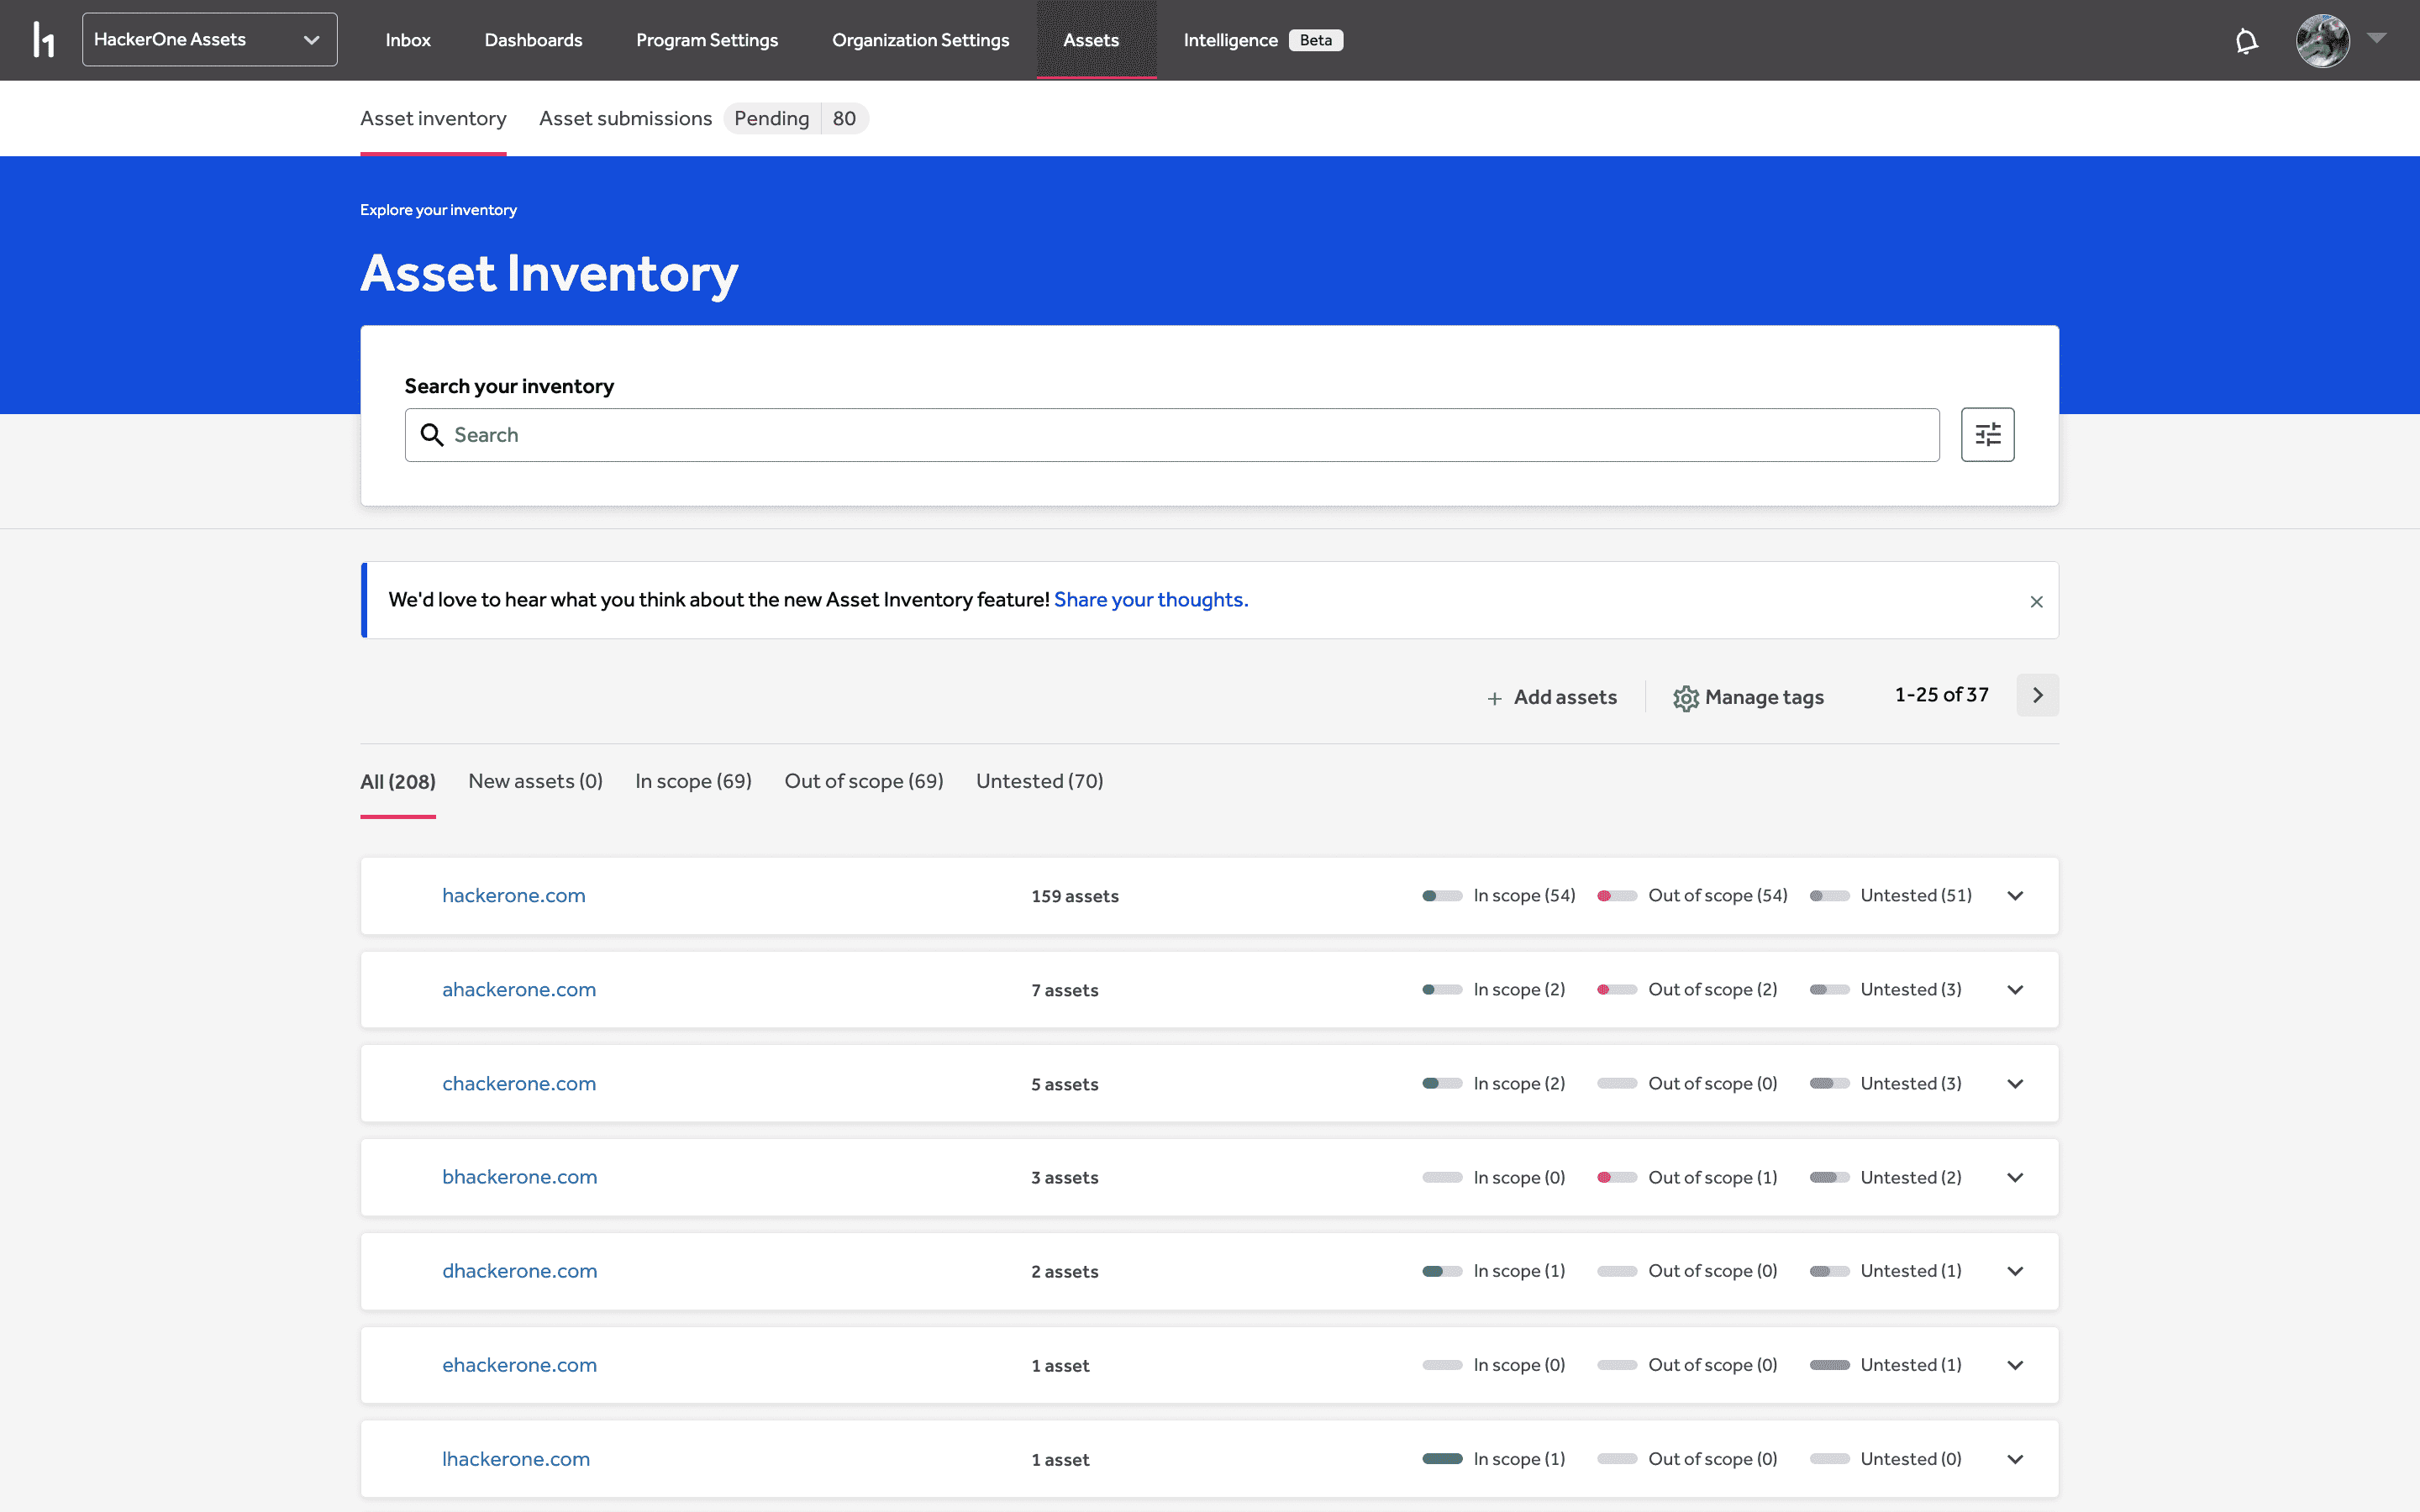 HackerOne Assets Inbox Dashboards Program Settings Organization Settings Assets Intelligence Beta
Asset inventory Asset submissions Pending 80
Explore your inventory
Asset Inventory
Search your inventory
Search
We'd love to hear what you think about the new Asset Inventory feature! Share your thoughts.
+ Add assets Manage tags 1-25 of 37
All (208) New assets (0) In scope (69) Out of scope (69) Untested (70)
hackerone.com 159 assets In scope (54) Out of scope (54) Untested (51)
ahackerone.com 7 assets In scope (2) Out of scope (2) Untested (3)
chackerone.com 5 assets In scope (2) Out of scope (0) Untested (3)
bhackerone.com 3 assets In scope (0) Out of scope (1) Untested (2)
dhackerone.com 2 assets In scope (1) Out of scope (0) Untested (1)
ehackerone.com 1 asset In scope (0) Out of scope (0) Untested (1)
lhackerone.com 1 asset In scope (1) Out of scope (0) Untested (0)